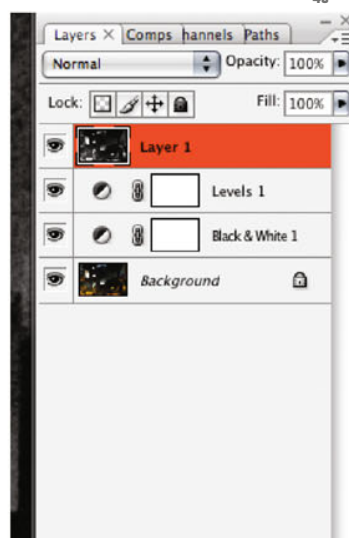 Layers × Comps hannels Paths
Normal Opacity: 100%
Lock: Fill: 100%
Layer 1
Levels 1
Black & White 1
Background